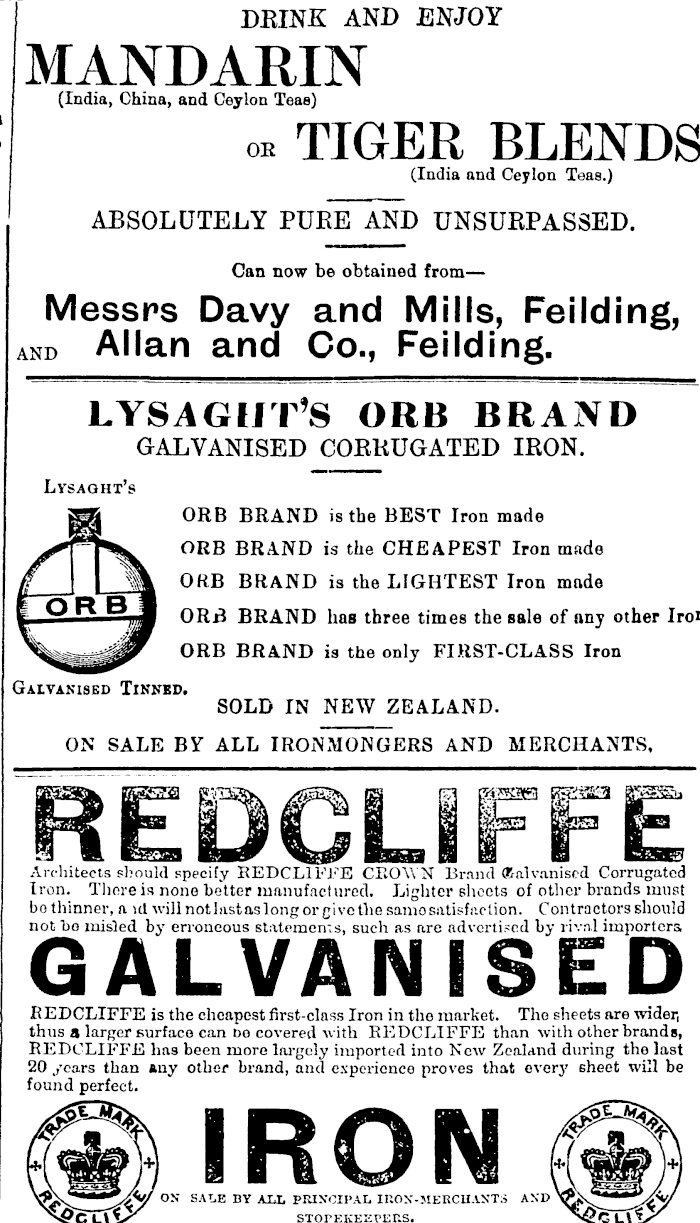 DRINK AND ENJOY
MANDARIN
(India, China, and Ceylon Teas)
OR TIGER BLENDS
(India and Ceylon Teas.)
ABSOLUTELY PURE AND UNSURPASSED.
Can now be obtained from—
Messrs Davy and Mills, Feilding,
AND Allan and Co., Feilding.
LYSAGHT'S ORB BRAND
GALVANISED CORRUGATED IRON.
LYSAGHT'S
ORB
GALVANISED TINNED.
ORB BRAND is the BEST Iron made
ORB BRAND is the CHEAPEST Iron made
ORB BRAND is the LIGHTEST Iron made
ORB BRAND has three times the sale of any other Iron
ORB BRAND is the only FIRST-CLASS Iron
SOLD IN NEW ZEALAND.
ON SALE BY ALL IRONMONGERS AND MERCHANTS,
REDCLIFFE
Architects should specify REDCLIFFE CROWN Brand Galvanised Corrugated
Iron. There is none better manufactured. Lighter sheets of other brands must
be thinner, and will not last as long or give the same satisfaction. Contractors should
not be misled by erroneous statements, such as are advertised by rival importers
GALVANISED
REDCLIFFE is the cheapest first-class Iron in the market. The sheets are wider,
thus a larger surface can be covered with REDCLIFFE than with other brands,
REDCLIFFE has been more largely imported into New Zealand during the last
20 years than any other brand, and experience proves that every sheet will be
found perfect.
TRADE MARK
REDCLIFFE
IRON
TRADE MARK
REDCLIFFE
ON SALE BY ALL PRINCIPAL IRON-MERCHANTS AND
STOREKEEPERS.